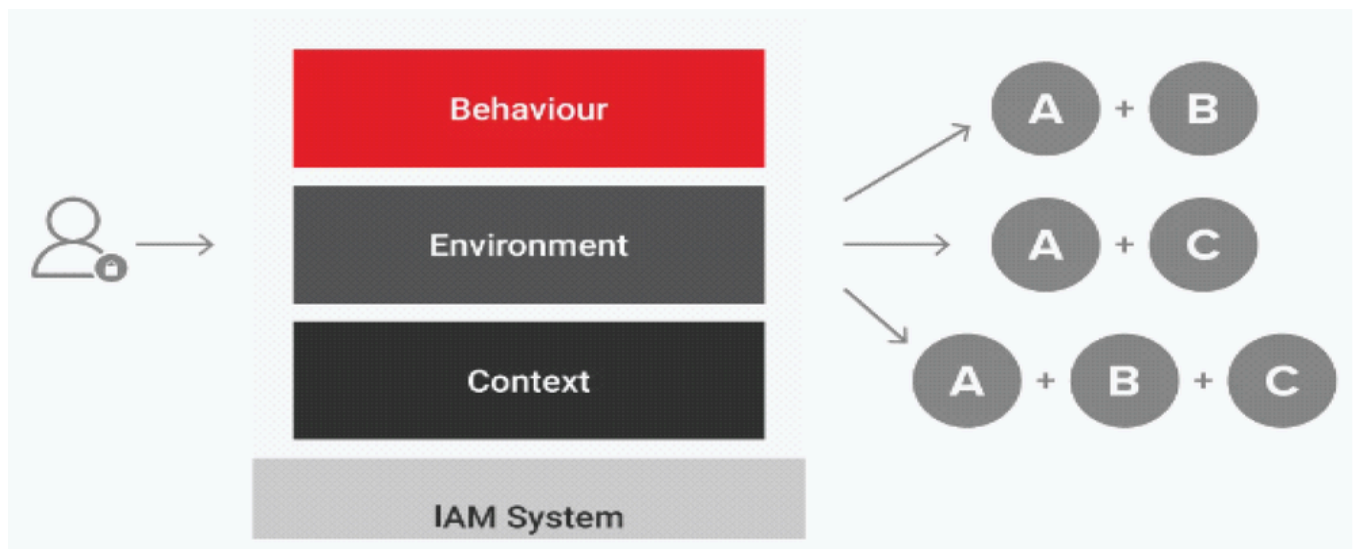 Behaviour
Environment
Context
IAM System
A + B
A + C
A + B + C